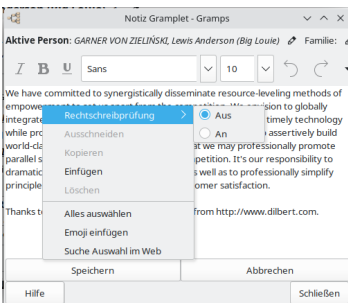 Notiz Gramplet - Gramps
Aktive Person: GARNER VON ZIELIŃSKI, Lewis Anderson (Big Louie) Familie:
I B U Sans 10
We have committed to synergistically disseminate resource-leveling methods of
to globally
integrate timely technology
while pro assertively build
world-cla at we may professionally promote
parallel s petition. It's our responsibility to
dramatic well as to professionally simplify
principle omer satisfaction.
Thanks t from http://www.dilbert.com.
Rechtschreibprüfung
Ausschneiden
Kopieren
Einfügen
Löschen
Alles auswählen
Emoji einfügen
Suche Auswahl im Web
Aus
An
Speichern Abbrechen
Hilfe Schließen